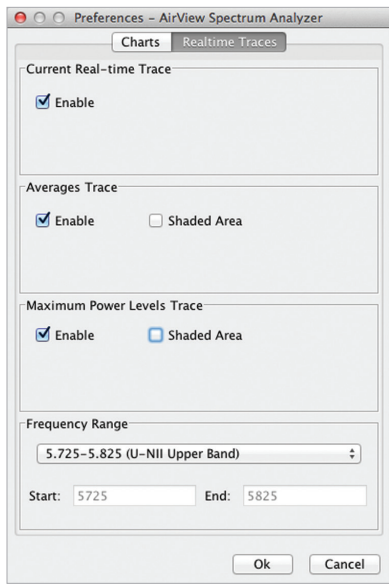 Preferences – AirView Spectrum Analyzer
Charts Realtime Traces
Current Real-time Trace
Enable
Averages Trace
Enable Shaded Area
Maximum Power Levels Trace
Enable Shaded Area
Frequency Range
5.725-5.825 (U-NII Upper Band)
Start: 5725 End: 5825
Ok Cancel